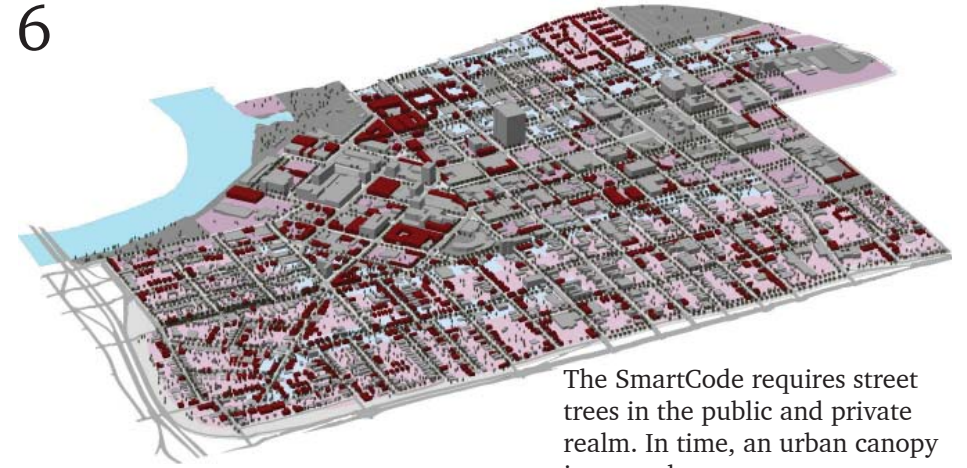 6
The SmartCode requires street
trees in the public and private
realm. In time, an urban canopy